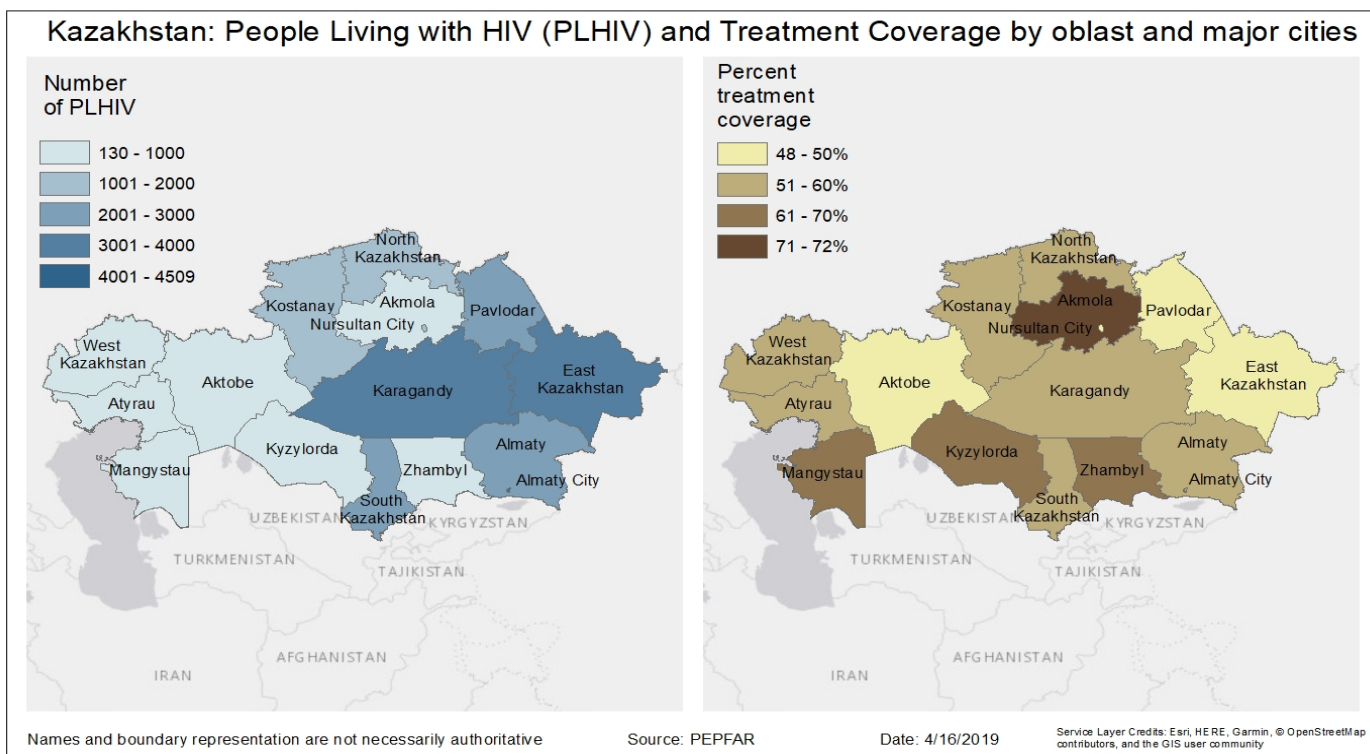 Kazakhstan: People Living with HIV (PLHIV) and Treatment Coverage by oblast and major cities
Number
of PLHIV
130 - 1000
1001 - 2000
2001 - 3000
3001 - 4000
4001 - 4509
North
Kazakhstan
Kostanay
Akmola
Pavlodar
Nursultan City
West
Kazakhstan
Aktobe
Karagandy
East
Kazakhstan
Atyrau
Kyzylorda
Almaty
Mangystau
Zhambyl
Almaty City
South
Kazakhstan
UZBEKISTAN
KYRGYZSTAN
TURKMENISTAN
TAJIKISTAN
AFGHANISTAN
IRAN
Percent
treatment
coverage
48 - 50%
51 - 60%
61 - 70%
71 - 72%
North
Kazakhstan
Kostanay
Akmola
Pavlodar
Nursultan City
West
Kazakhstan
Aktobe
Karagandy
East
Kazakhstan
Atyrau
Kyzylorda
Almaty
Mangystau
Zhambyl
Almaty City
South
Kazakhstan
UZBEKISTAN
KYRGYZSTAN
TURKMENISTAN
TAJIKISTAN
AFGHANISTAN
IRAN
Names and boundary representation are not necessarily authoritative
Source: PEPFAR
Date: 4/16/2019
Service Layer Credits: Esri, HERE, Garmin, © OpenStreetMap
contributors, and the GIS user community